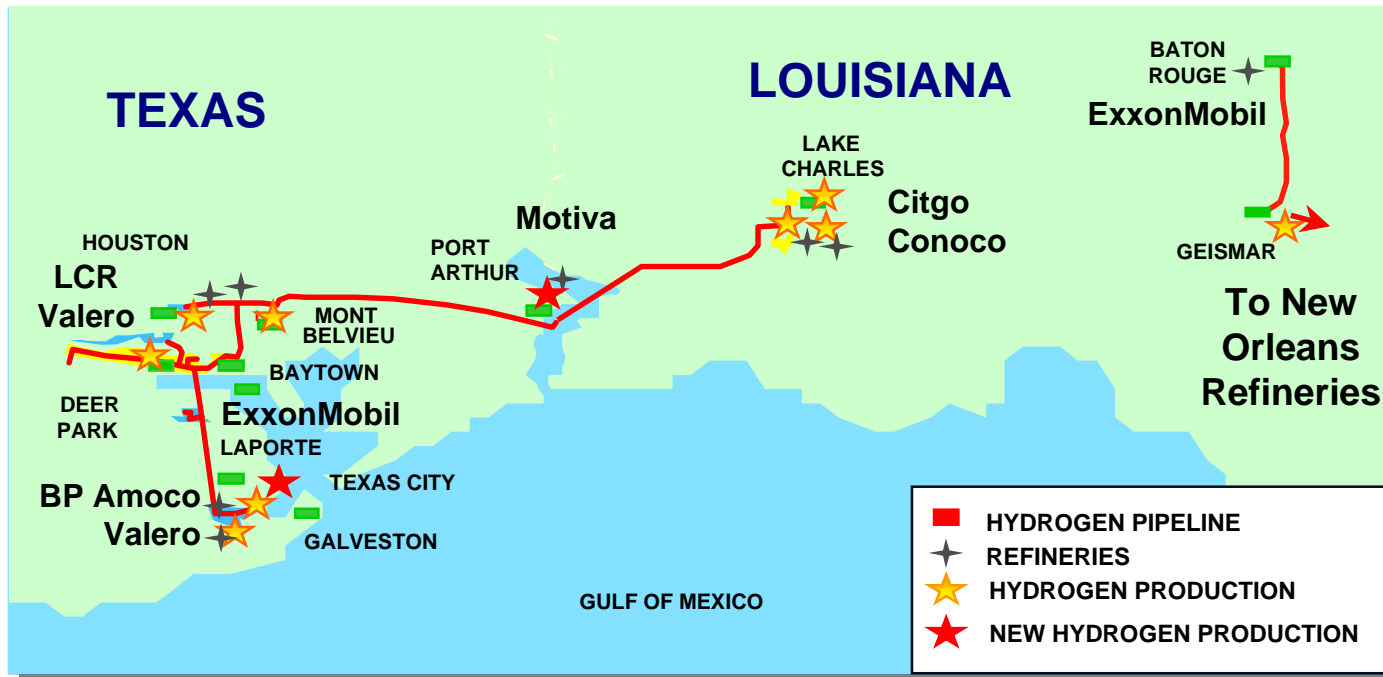 TEXAS
LOUISIANA
BATON
ROUGE
ExxonMobil
LAKE
CHARLES
Citgo
Conoco
Motiva
PORT
ARTHUR
HOUSTON
LCR
Valero
MONT
BELVIEU
GEISMAR
To New
Orleans
Refineries
BAYTOWN
DEER
PARK
ExxonMobil
LAPORTE
TEXAS CITY
BP Amoco
Valero
GALVESTON
GULF OF MEXICO
HYDROGEN PIPELINE
REFINERIES
HYDROGEN PRODUCTION
NEW HYDROGEN PRODUCTION